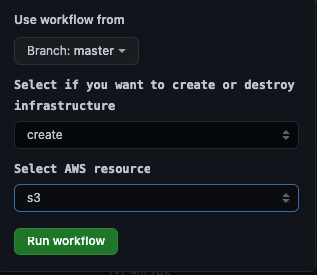 Use workflow from
Branch: master
Select if you want to create or destroy
infrastructure
create
Select AWS resource
s3
Run workflow